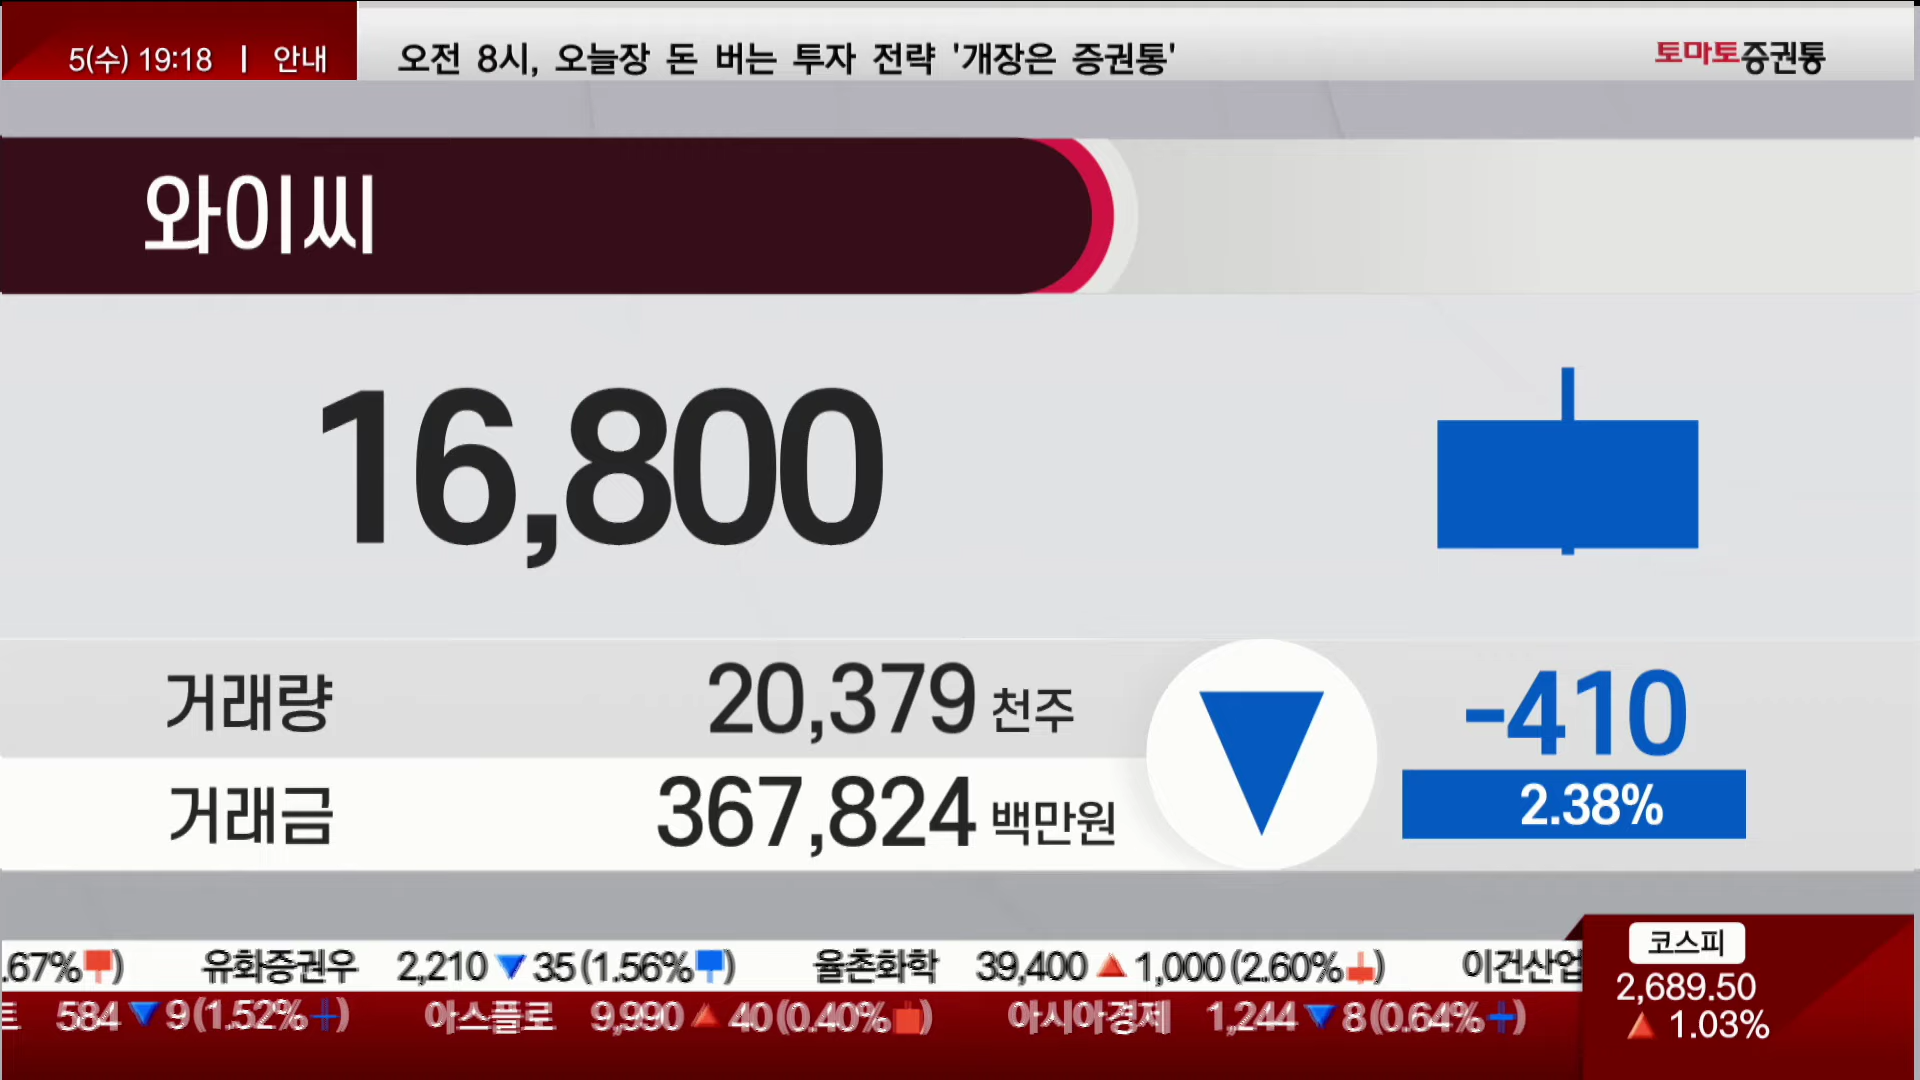 5(수) 19:18 | 안내 오전 8시, 오늘장 돈 버는 투자 전략 '개장은 증권통' 토마토증권통
와이씨
16,800
거래량 20,379 천주 -410
거래금 367,824 백만원 2.38%
.67% ) 유화증권우 2,210 ▼ 35 (1.56% ) 율촌화학 39,400 ▲ 1,000 (2.60% ) 이건산업
트 584 ▼ 9 (1.52% ) 아스플로 9,990 ▲ 40 (0.40% ) 아시아경제 1,244 ▼ 8 (0.64% )
코스피
2,689.50
▲ 1.03%